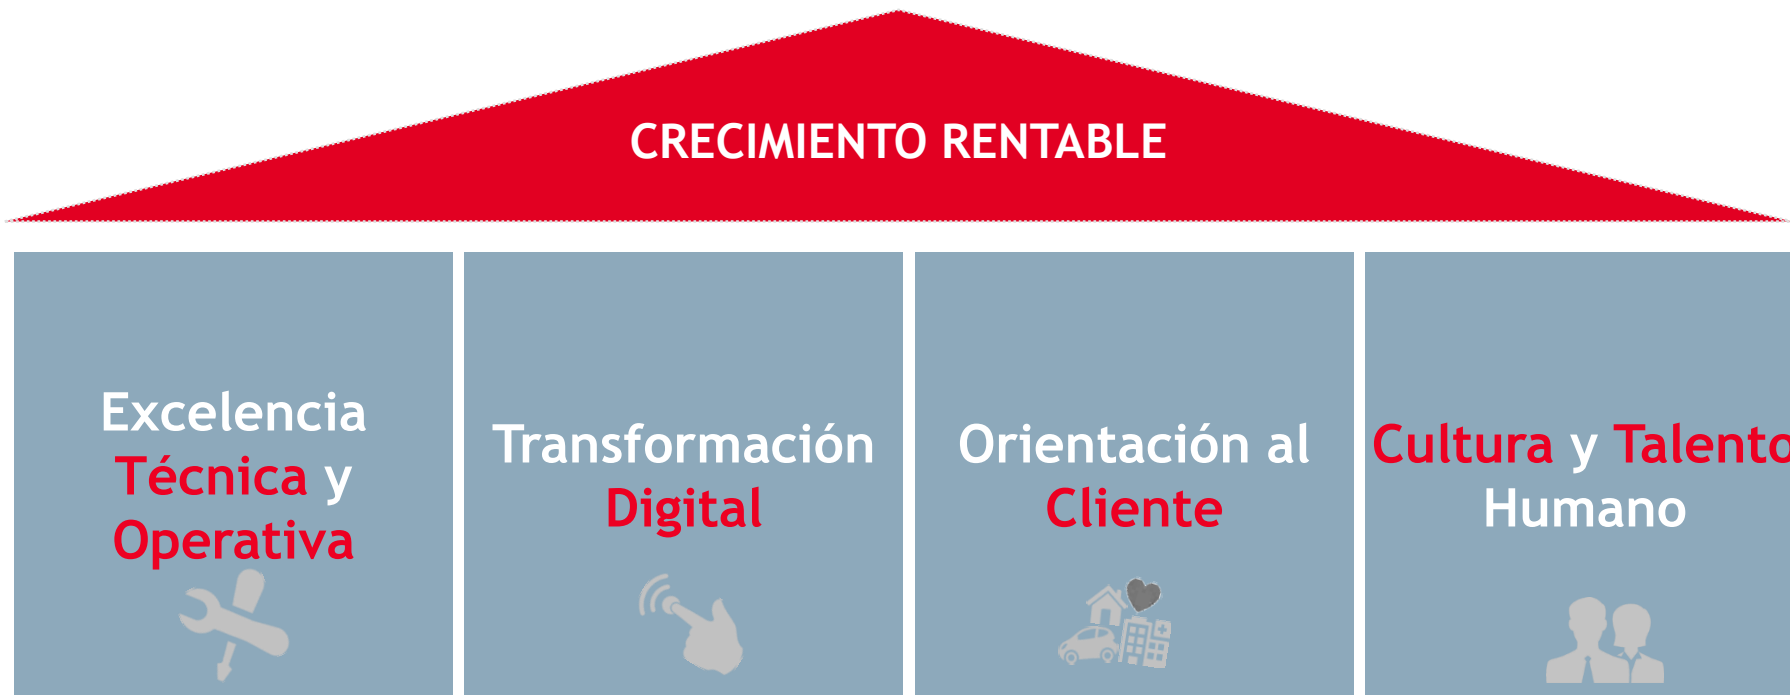 CRECIMIENTO RENTABLE
Excelencia
Técnica y
Operativa
Transformación
Digital
Orientación al
Cliente
Cultura y Talento
Humano